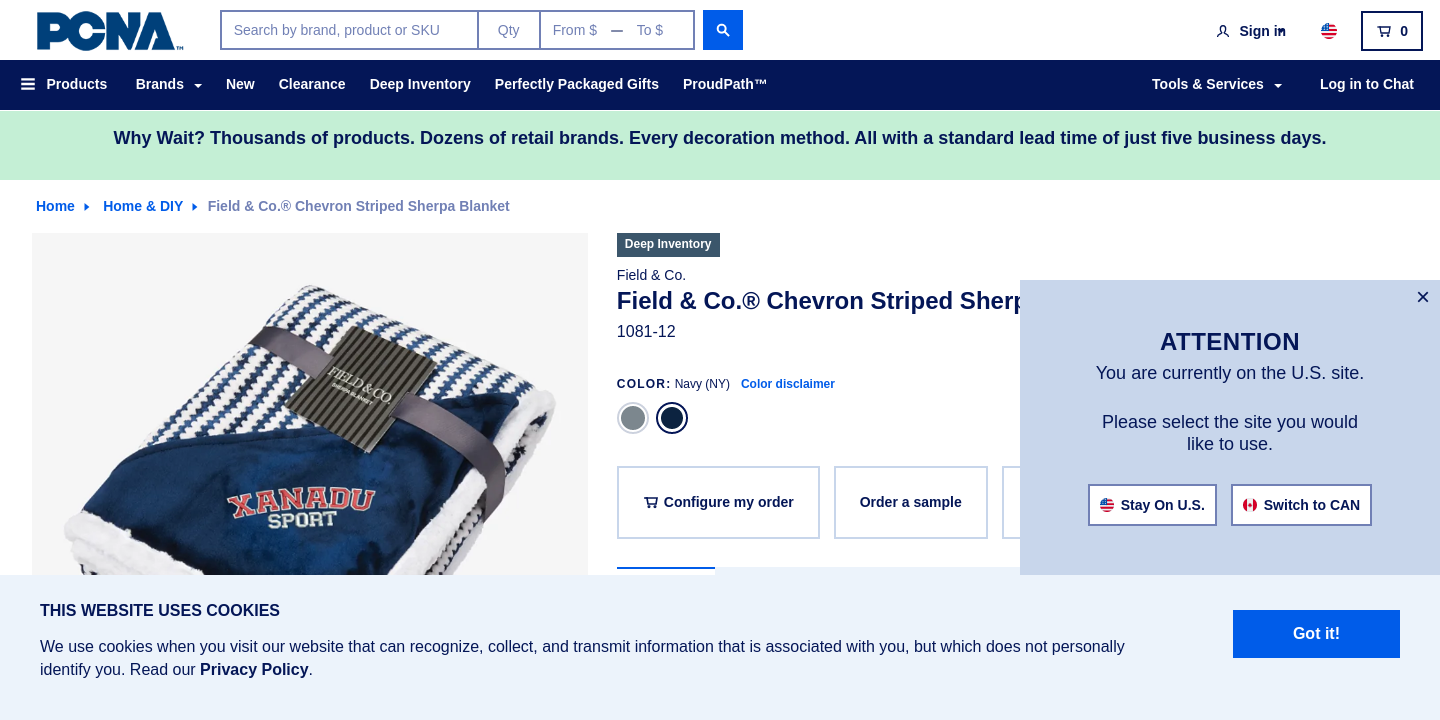 PCNA™
Search by brand, product or SKU
Qty
From $
To $
Sign in
0
Products
Brands
New
Clearance
Deep Inventory
Perfectly Packaged Gifts
ProudPath™
Tools & Services
Log in to Chat
Why Wait? Thousands of products. Dozens of retail brands. Every decoration method. All with a standard lead time of just five business days.
Home
Home & DIY
Field & Co.® Chevron Striped Sherpa Blanket
Deep Inventory
Field & Co.
Field & Co.® Chevron Striped Sherp
1081-12
COLOR: Navy (NY) Color disclaimer
Configure my order
Order a sample
FIELD & CO.
SHERPA BLANKET
XANADU
SPORT
ATTENTION
You are currently on the U.S. site.
Please select the site you would
like to use.
Stay On U.S.
Switch to CAN
THIS WEBSITE USES COOKIES
We use cookies when you visit our website that can recognize, collect, and transmit information that is associated with you, but which does not personally
identify you. Read our Privacy Policy.
Got it!